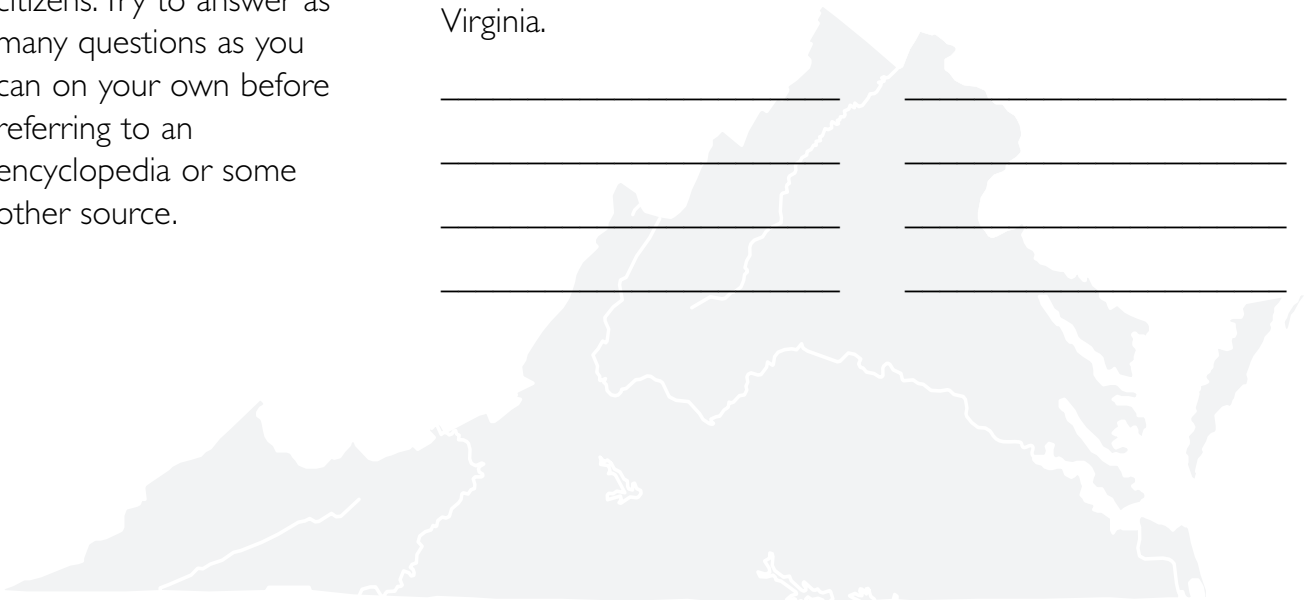 citizens. Try to answer as
many questions as you
can on your own before
referring to an
encyclopedia or some
other source.
Virginia.